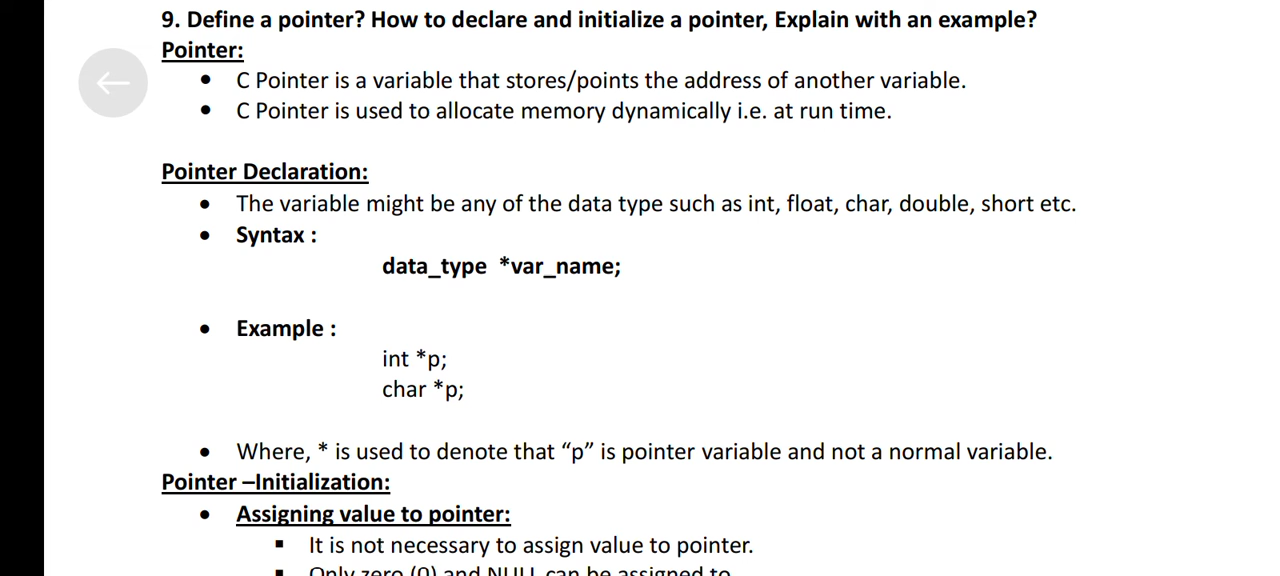 9. Define a pointer? How to declare and initialize a pointer, Explain with an example?
Pointer:
• C Pointer is a variable that stores/points the address of another variable.
• C Pointer is used to allocate memory dynamically i.e. at run time.
Pointer Declaration:
• The variable might be any of the data type such as int, float, char, double, short etc.
• Syntax :
data_type *var_name;
• Example :
int *p;
char *p;
• Where, * is used to denote that “p” is pointer variable and not a normal variable.
Pointer –Initialization:
• Assigning value to pointer:
▪ It is not necessary to assign value to pointer.
▪ Only zero (0) and NULL can be assigned to